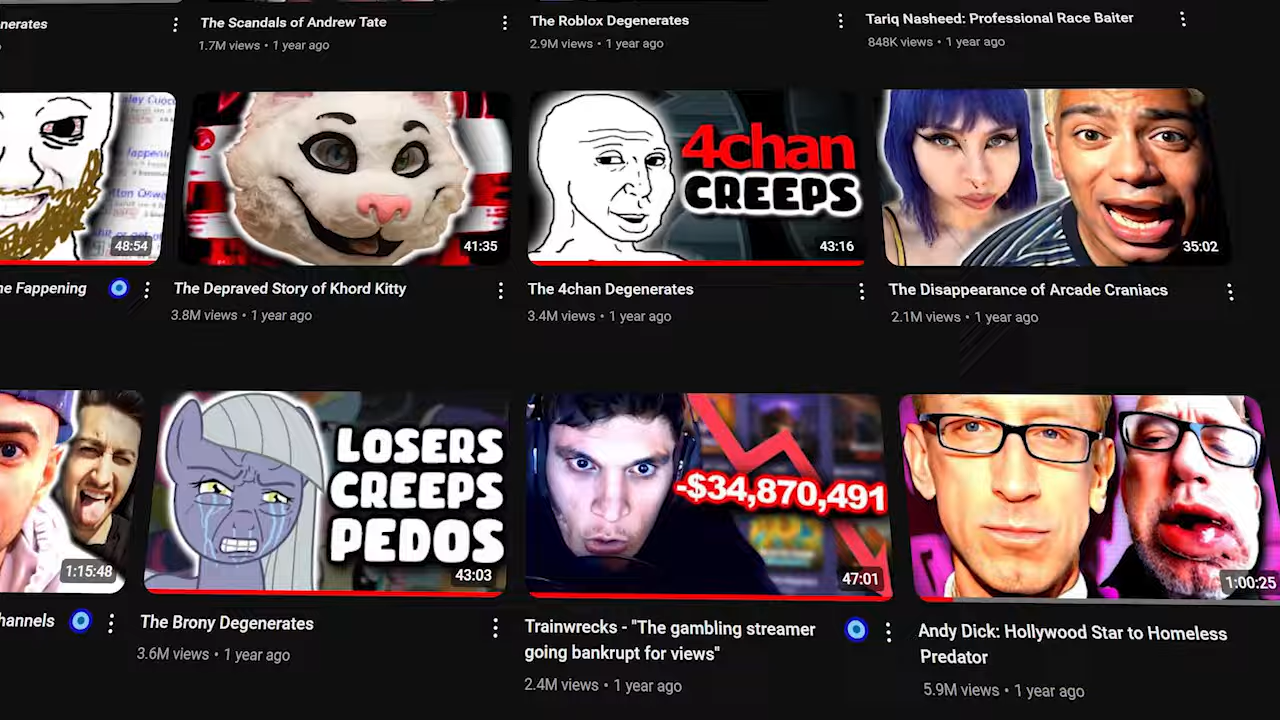 nerates
The Scandals of Andrew Tate
1.7M views • 1 year ago
The Roblox Degenerates
2.9M views • 1 year ago
Tariq Nasheed: Professional Race Baiter
848K views • 1 year ago
48:54
41:35
4chan
CREEPS
43:16
35:02
he Fappening
The Depraved Story of Khord Kitty
3.8M views • 1 year ago
The 4chan Degenerates
3.4M views • 1 year ago
The Disappearance of Arcade Craniacs
2.1M views • 1 year ago
1:15:48
LOSERS
CREEPS
PEDOS
43:03
-$34,870,491
47:01
1:00:25
hannels
The Brony Degenerates
3.6M views • 1 year ago
Trainwrecks - "The gambling streamer
going bankrupt for views"
2.4M views • 1 year ago
Andy Dick: Hollywood Star to Homeless
Predator
5.9M views • 1 year ago